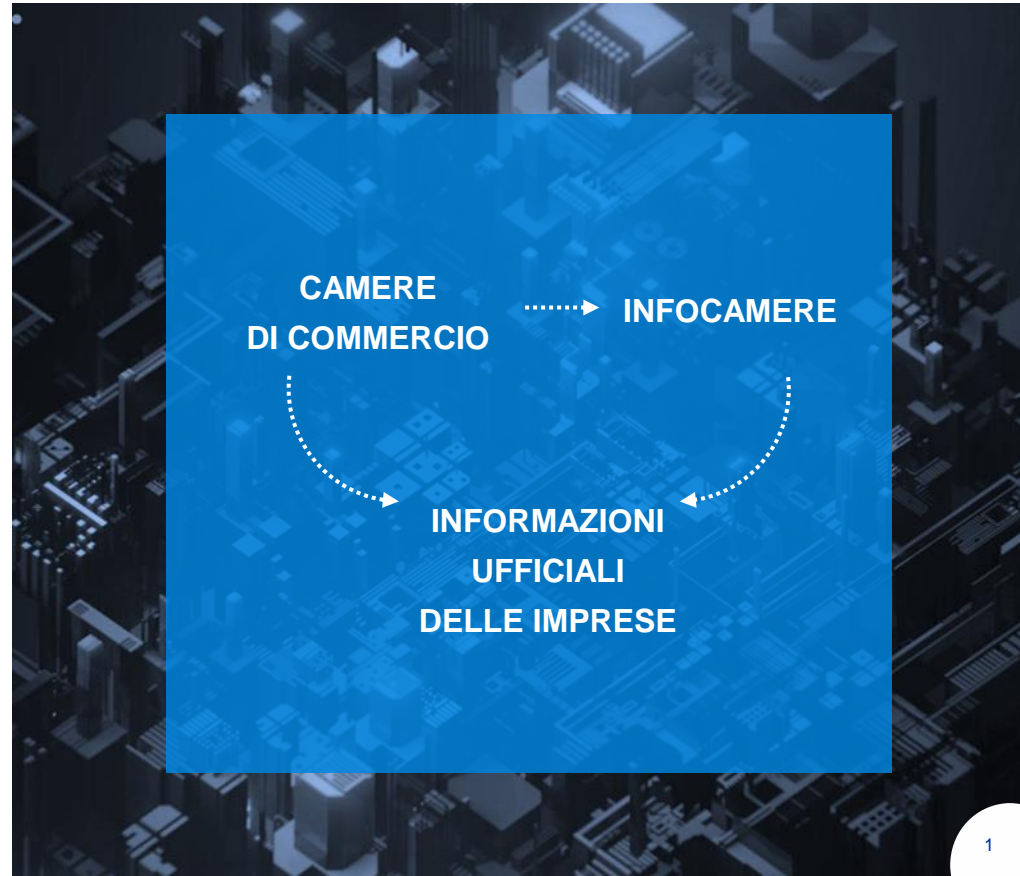 CAMERE
DI COMMERCIO
INFOCAMERE
INFORMAZIONI
UFFICIALI
DELLE IMPRESE
1